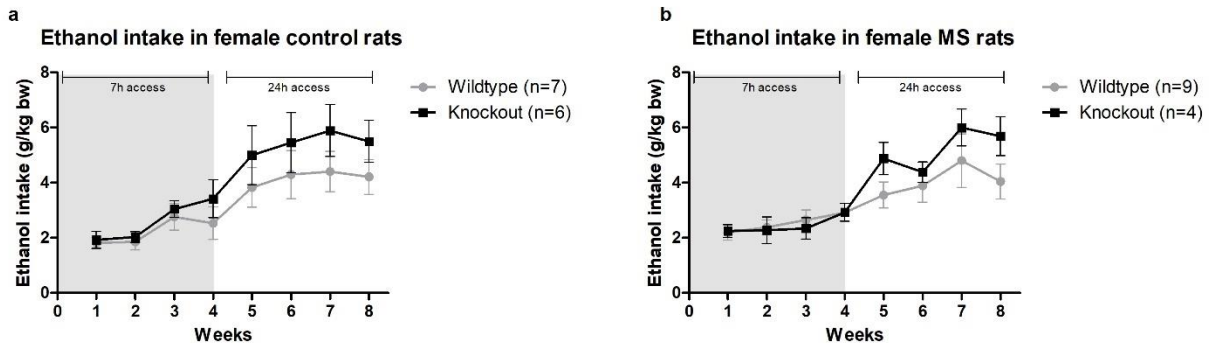 a
Ethanol intake in female control rats
7h access
24h access
Wildtype (n=7)
Knockout (n=6)
Ethanol intake (g/kg bw)
8
6
4
2
0
0 1 2 3 4 5 6 7 8
Weeks
b
Ethanol intake in female MS rats
7h access
24h access
Wildtype (n=9)
Knockout (n=4)
Ethanol intake (g/kg bw)
8
6
4
2
0
0 1 2 3 4 5 6 7 8
Weeks